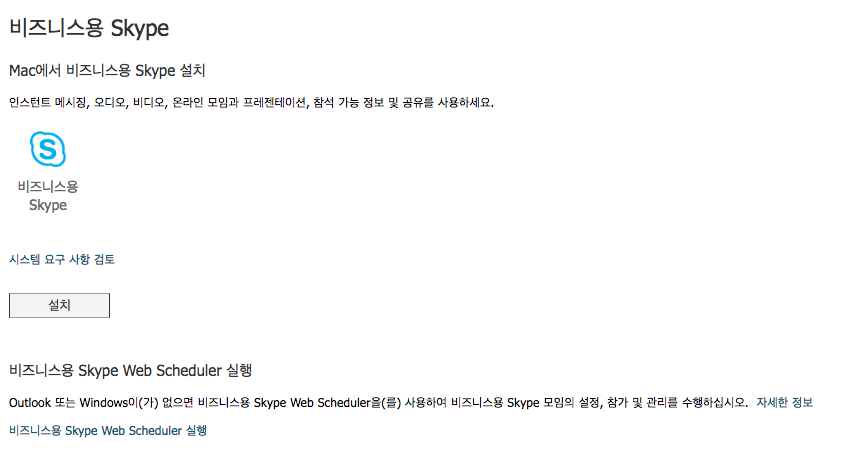 비즈니스용 Skype
Mac에서 비즈니스용 Skype 설치
인스턴트 메시징, 오디오, 비디오, 온라인 모임과 프레젠테이션, 참석 가능 정보 및 공유를 사용하세요.
비즈니스용
Skype
시스템 요구 사항 검토
설치
비즈니스용 Skype Web Scheduler 실행
Outlook 또는 Windows이(가) 없으면 비즈니스용 Skype Web Scheduler을(를) 사용하여 비즈니스용 Skype 모임의 설정, 참가 및 관리를 수행하십시오. 자세한 정보
비즈니스용 Skype Web Scheduler 실행